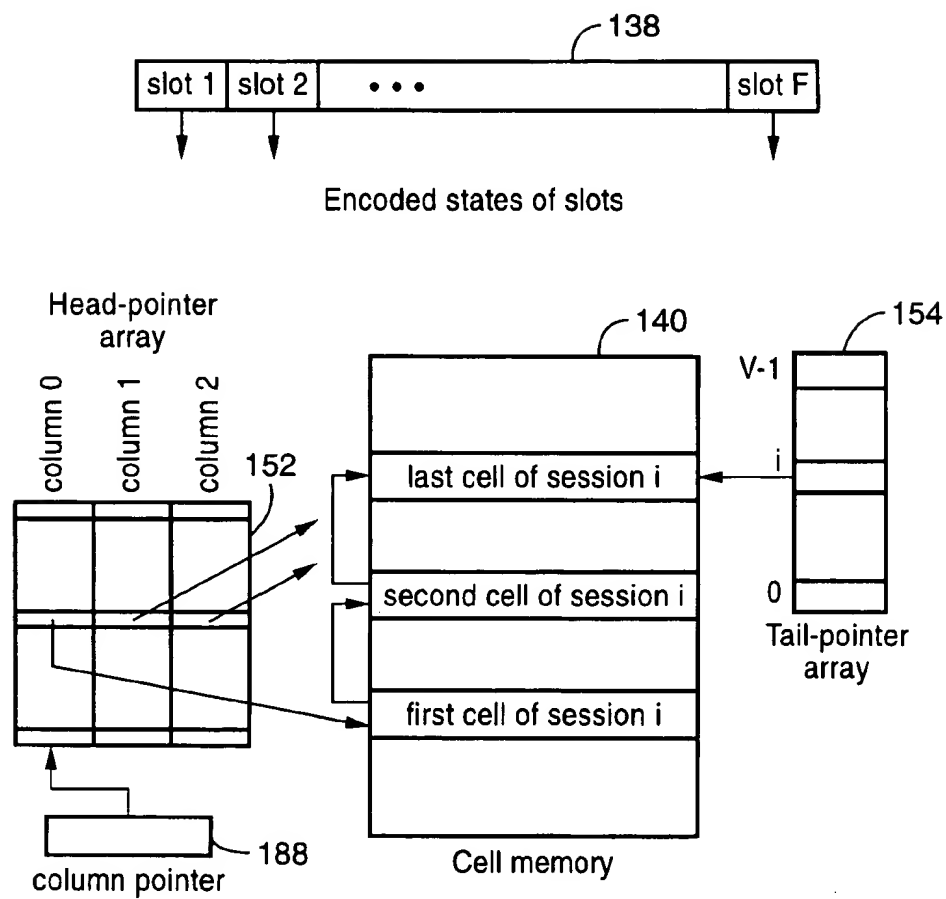 138
slot 1 slot 2 • • • slot F
Encoded states of slots
Head-pointer
array
column 0
column 1
column 2
152
140
154
V-1
last cell of session i
i
second cell of session i
0
Tail-pointer
array
first cell of session i
188
column pointer
Cell memory